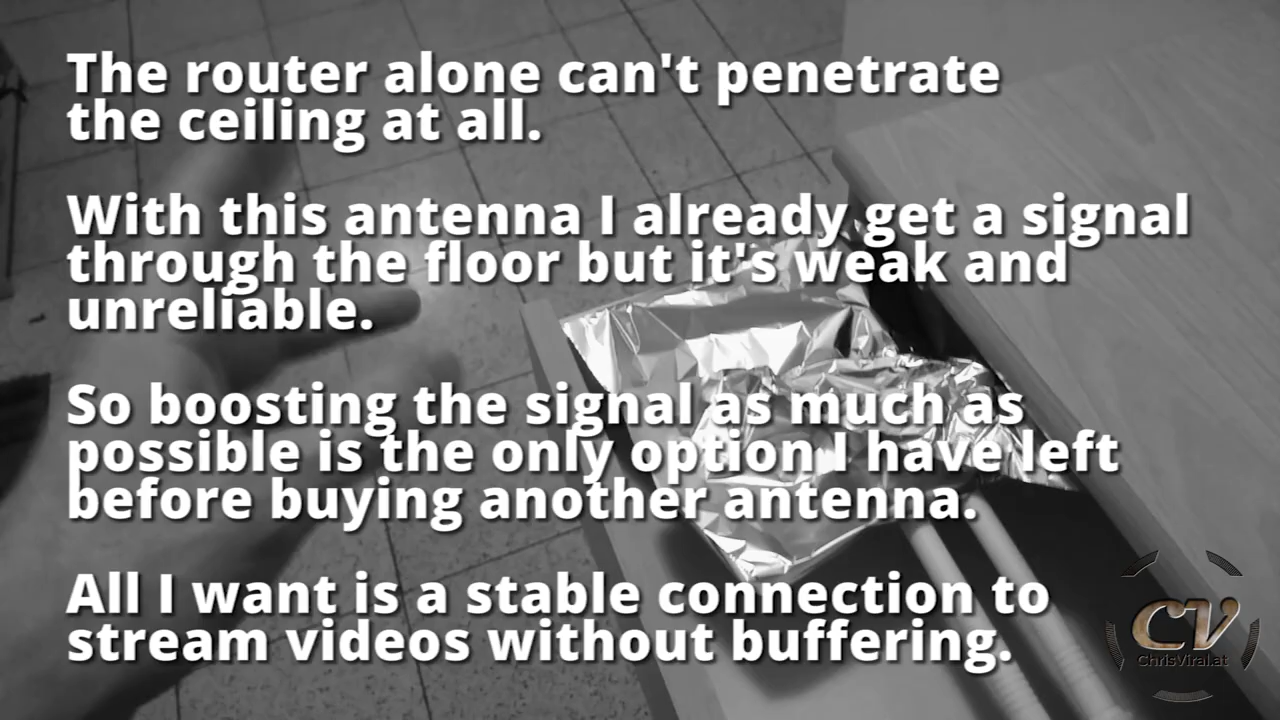 The router alone can't penetrate
the ceiling at all.
With this antenna I already get a signal
through the floor but it's weak and
unreliable.
So boosting the signal as much as
possible is the only option I have left
before buying another antenna.
All I want is a stable connection to
stream videos without buffering.
CV
ChrisViral.at